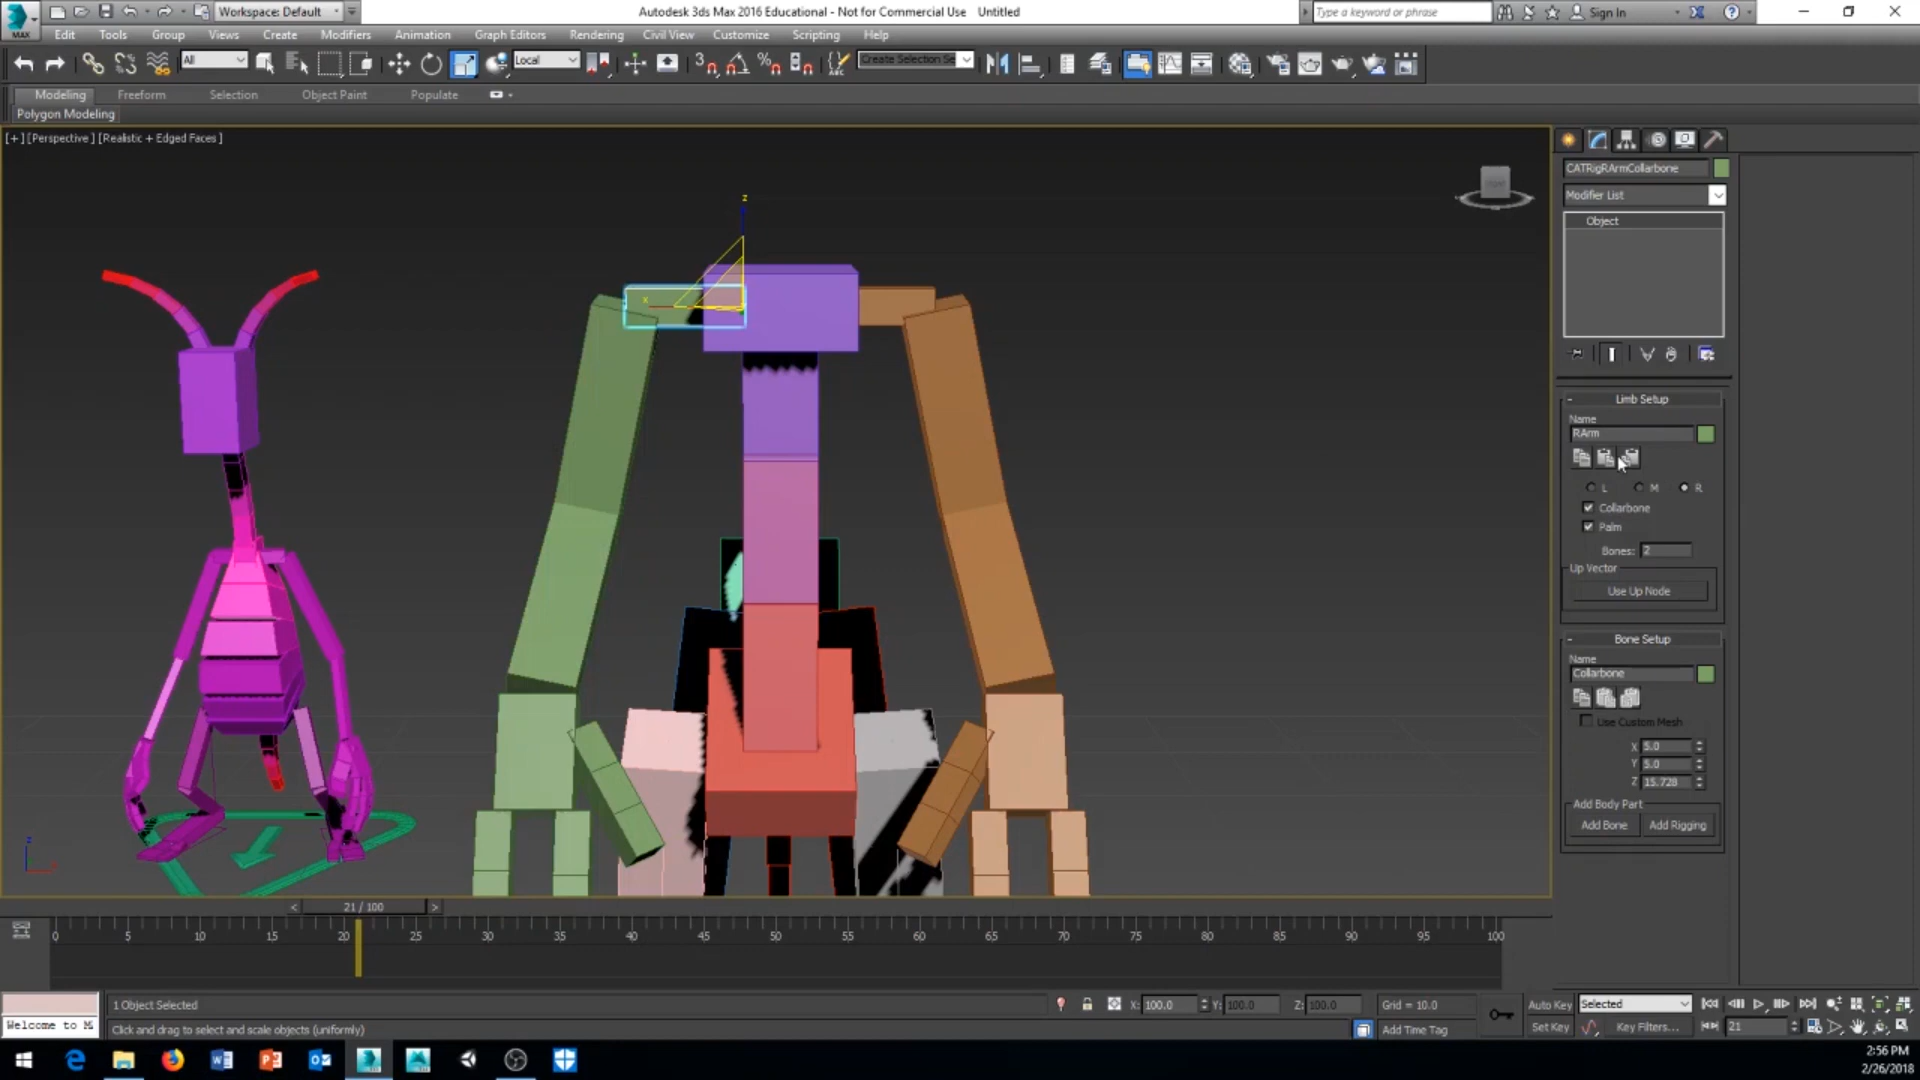 Workspace: Default
Autodesk 3ds Max 2016 Educational - Not for Commercial Use Untitled
Type a keyword or phrase
Sign In
MAX
Edit Tools Group Views Create Modifiers Animation Graph Editors Rendering Civil View Customize Scripting Help
All
Local
Create Selection Se
Modeling Freeform Selection Object Paint Populate
Polygon Modeling
[+] [Perspective ] [Realistic + Edged Faces ]
z
x
CATRigRArmCollarbone
Modifier List
Object
Limb Setup
Name
RArm
L M R
Collarbone
Palm
Bones: 2
Up Vector
Use Up Node
Bone Setup
Name
Collarbone
Use Custom Mesh
X 5.0
Y 5.0
Z 15.728
Add Body Part
Add Bone Add Rigging
z
< 21 / 100 >
0 5 10 15 20 25 30 35 40 45 50 55 60 65 70 75 80 85 90 95 100
1 Object Selected
X: 100.0 Y: 100.0 Z: 100.0
Grid = 10.0
Auto Key
Selected
Welcome to M
Click and drag to select and scale objects (uniformly)
Add Time Tag
Set Key
Key Filters...
21
2:56 PM
2/26/2018